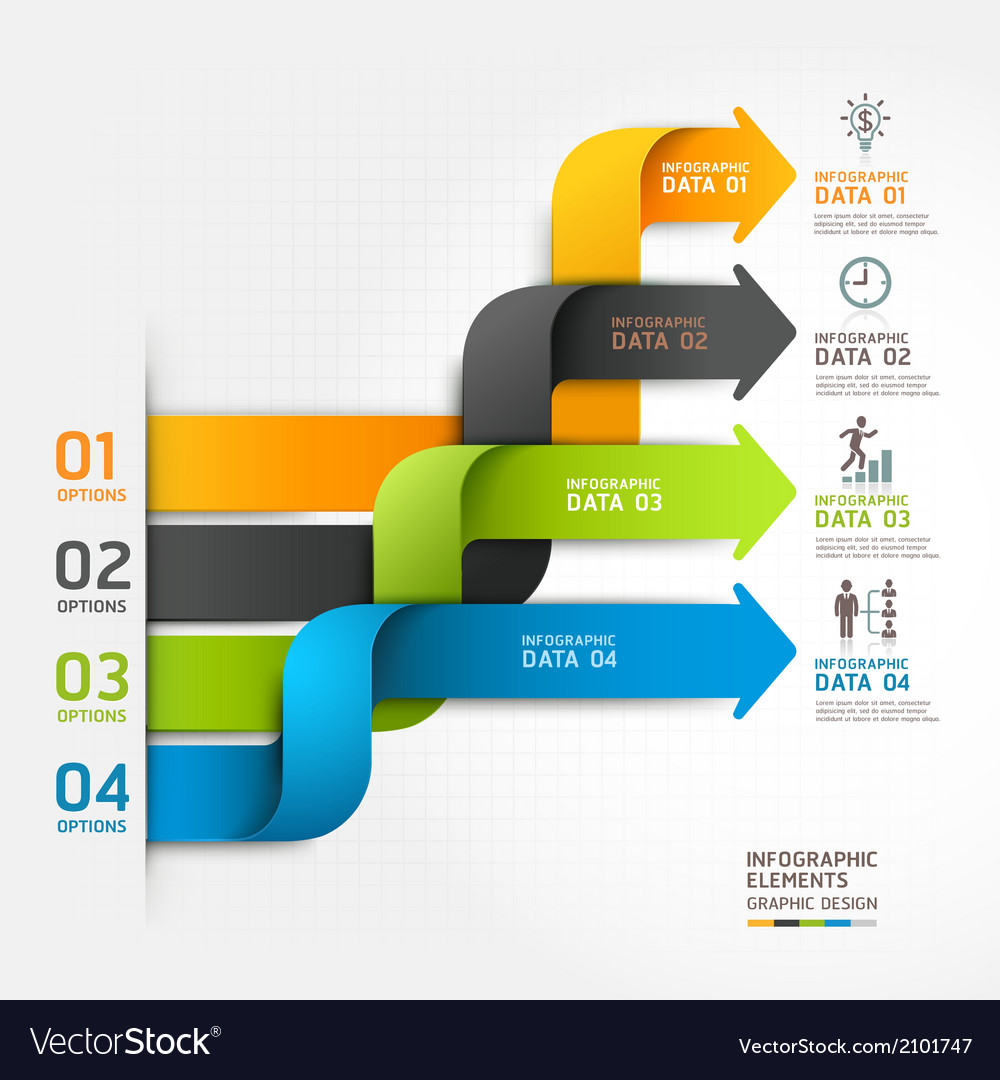 INFOGRAPHIC
DATA 01
INFOGRAPHIC
DATA 01
Lorem ipsum dolor sit amet, consectetur
adipisicing elit, sed do eiusmod tempor
incididunt ut labore et dolore magna aliqua.
INFOGRAPHIC
DATA 02
INFOGRAPHIC
DATA 02
Lorem ipsum dolor sit amet, consectetur
adipisicing elit, sed do eiusmod tempor
incididunt ut labore et dolore magna aliqua.
01
OPTIONS
INFOGRAPHIC
DATA 03
INFOGRAPHIC
DATA 03
Lorem ipsum dolor sit amet, consectetur
adipisicing elit, sed do eiusmod tempor
incididunt ut labore et dolore magna aliqua.
02
OPTIONS
INFOGRAPHIC
DATA 04
INFOGRAPHIC
DATA 04
Lorem ipsum dolor sit amet, consectetur
adipisicing elit, sed do eiusmod tempor
incididunt ut labore et dolore magna aliqua.
03
OPTIONS
04
OPTIONS
INFOGRAPHIC
ELEMENTS
GRAPHIC DESIGN
VectorStock®
VectorStock.com/2101747